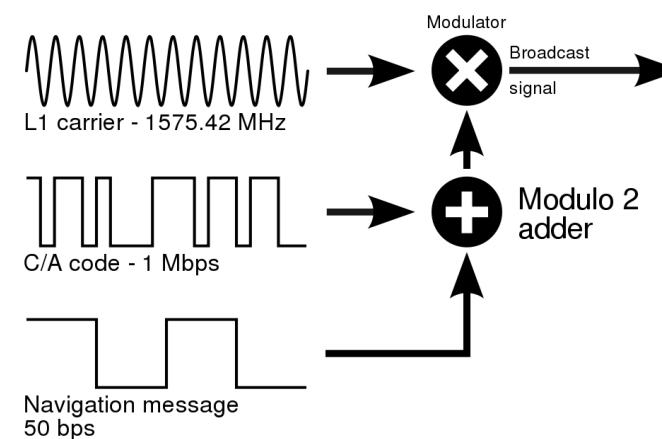 Modulator
Broadcast
signal
L1 carrier - 1575.42 MHz
Modulo 2
adder
C/A code - 1 Mbps
Navigation message
50 bps